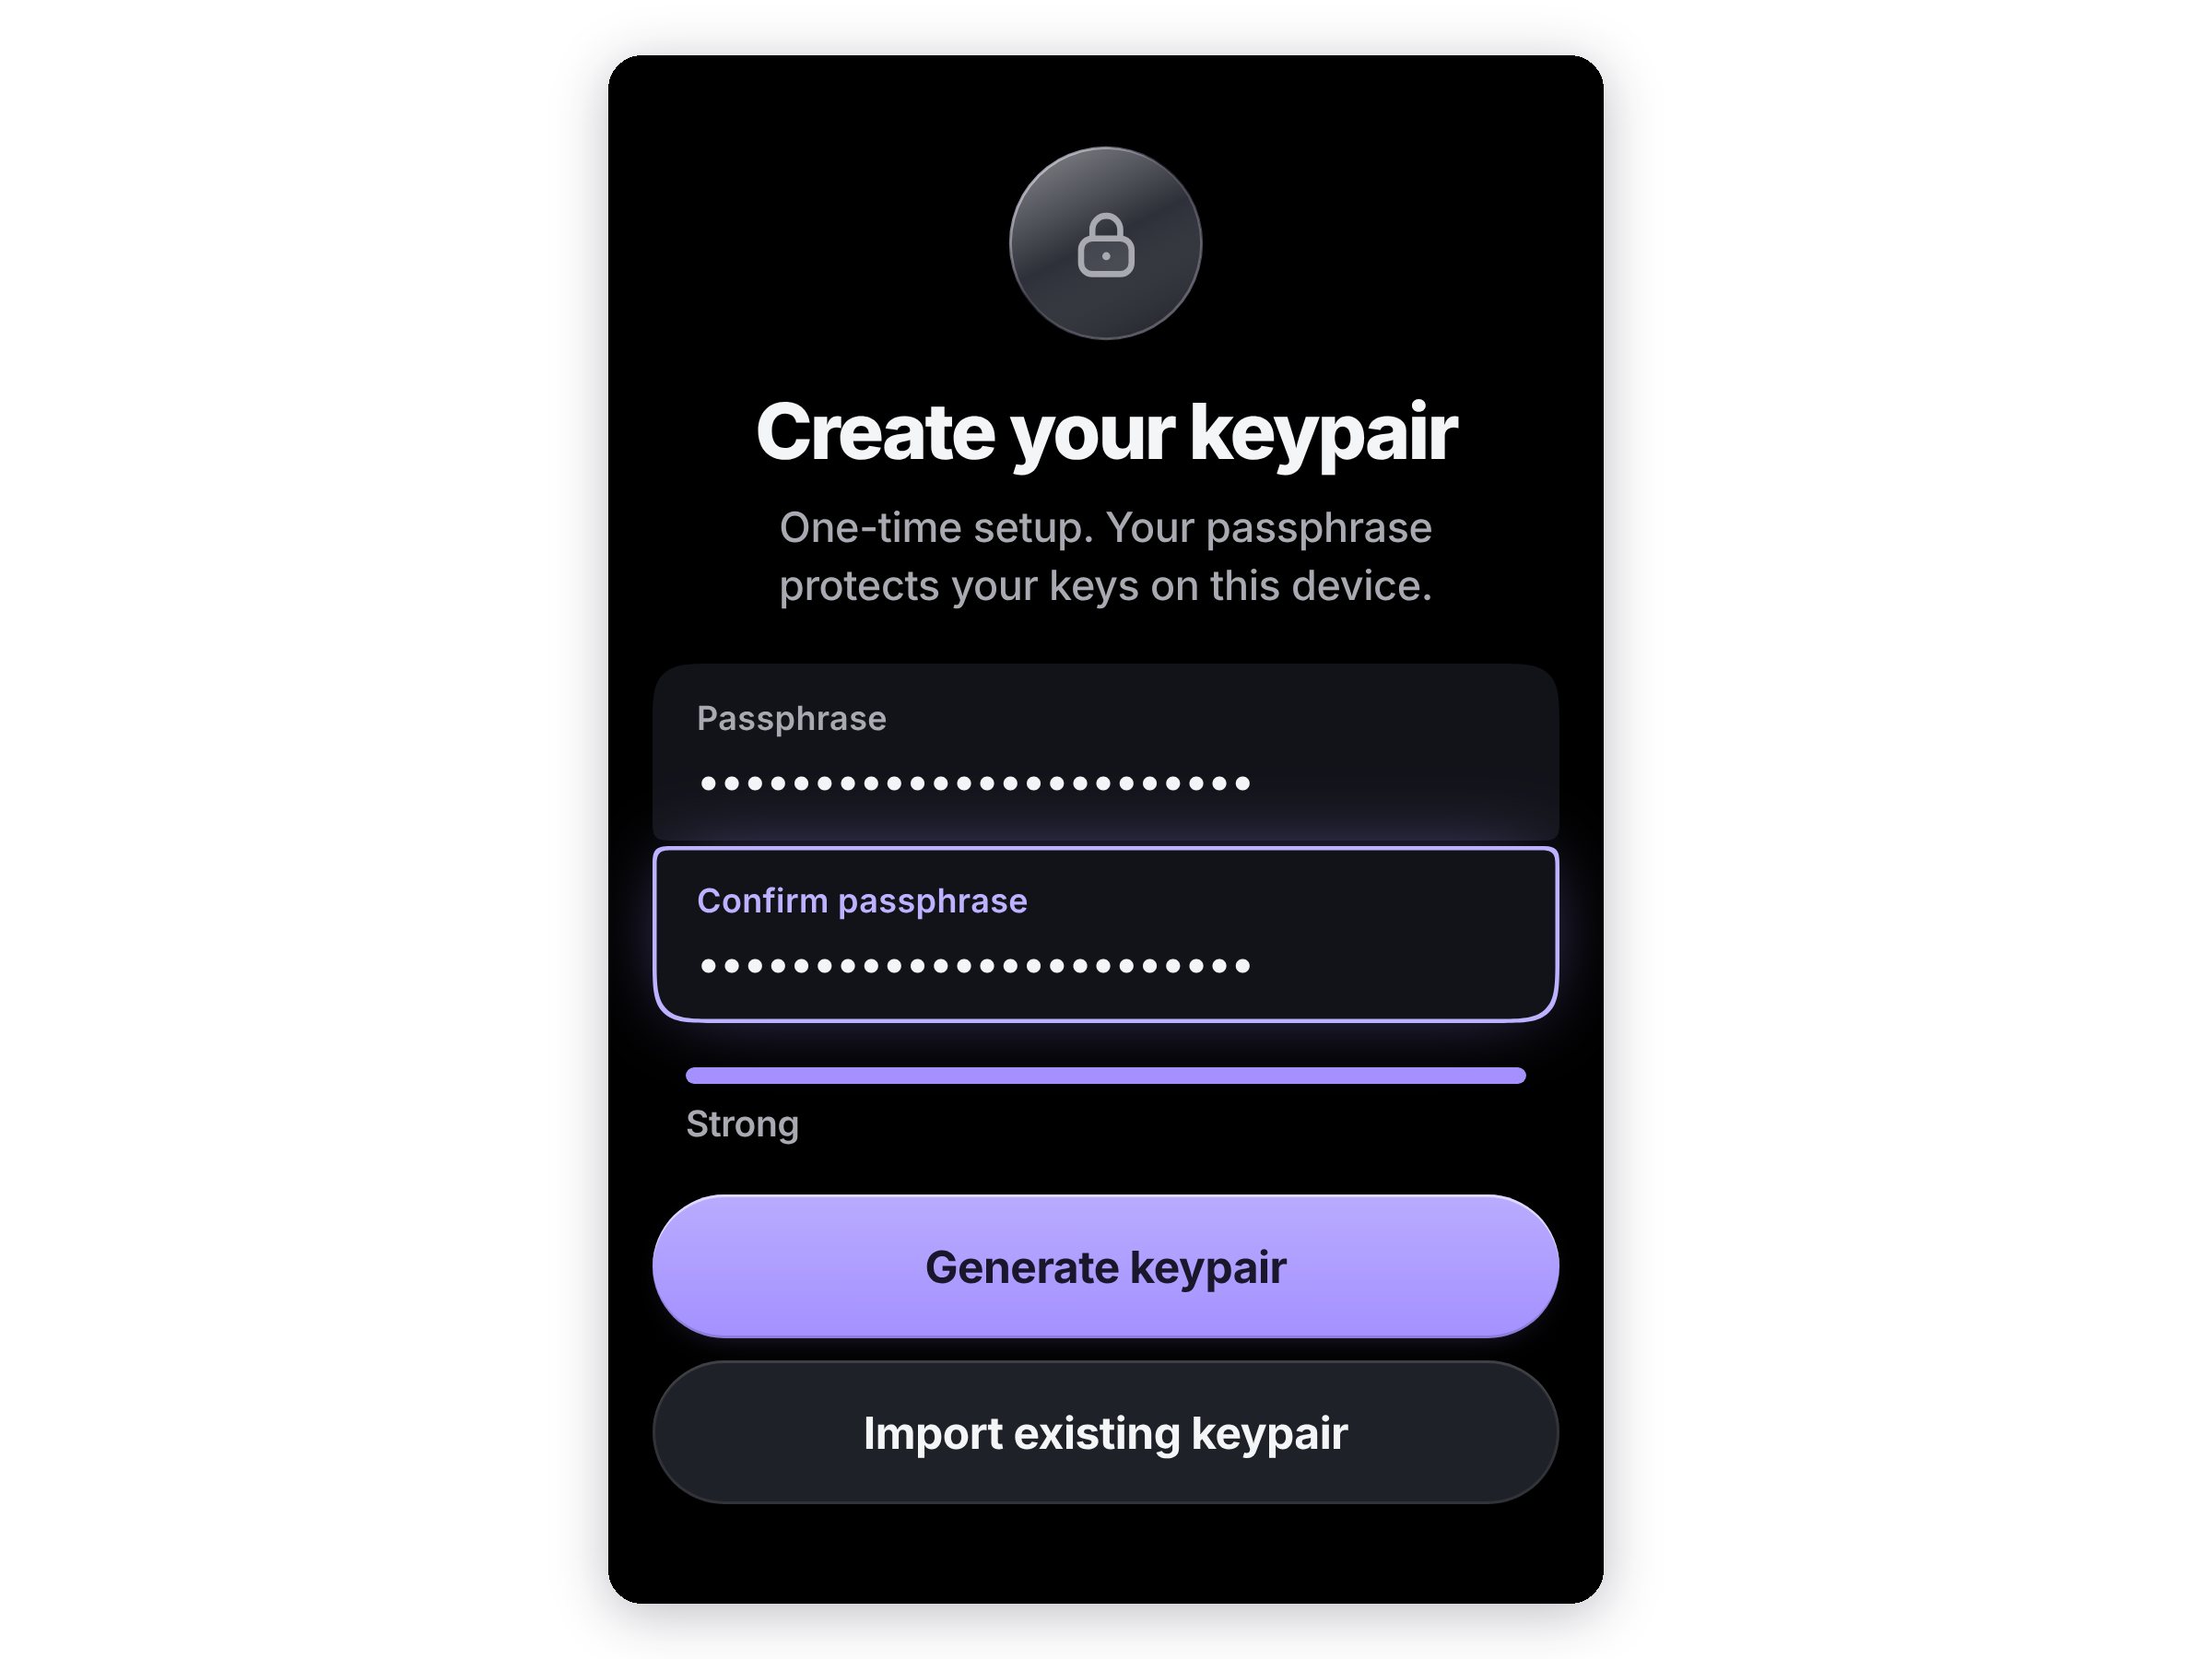 Create your keypair
One-time setup. Your passphrase
protects your keys on this device.
Passphrase
••••••••••••••••••••••••
Confirm passphrase
••••••••••••••••••••••••
Strong
Generate keypair
Import existing keypair